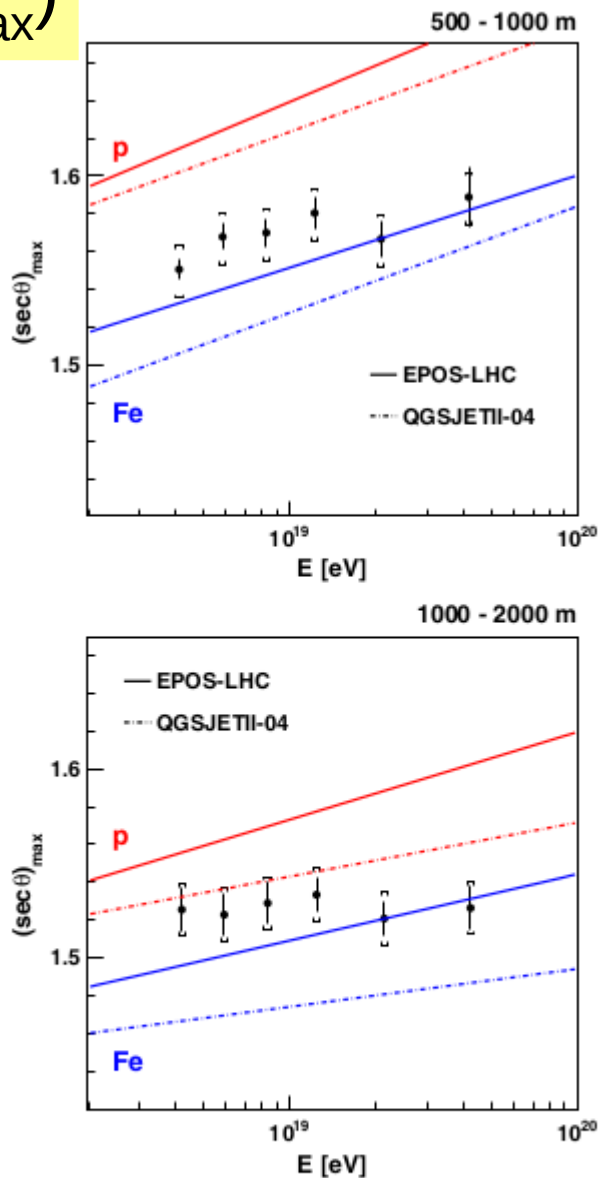 ax)
500 - 1000 m
p
1.6
(secθ)max
1.5
EPOS-LHC
Fe
QGSJETII-04
10¹⁹
10²⁰
E [eV]
1000 - 2000 m
EPOS-LHC
QGSJETII-04
1.6
p
(secθ)max
1.5
Fe
10¹⁹
10²⁰
E [eV]